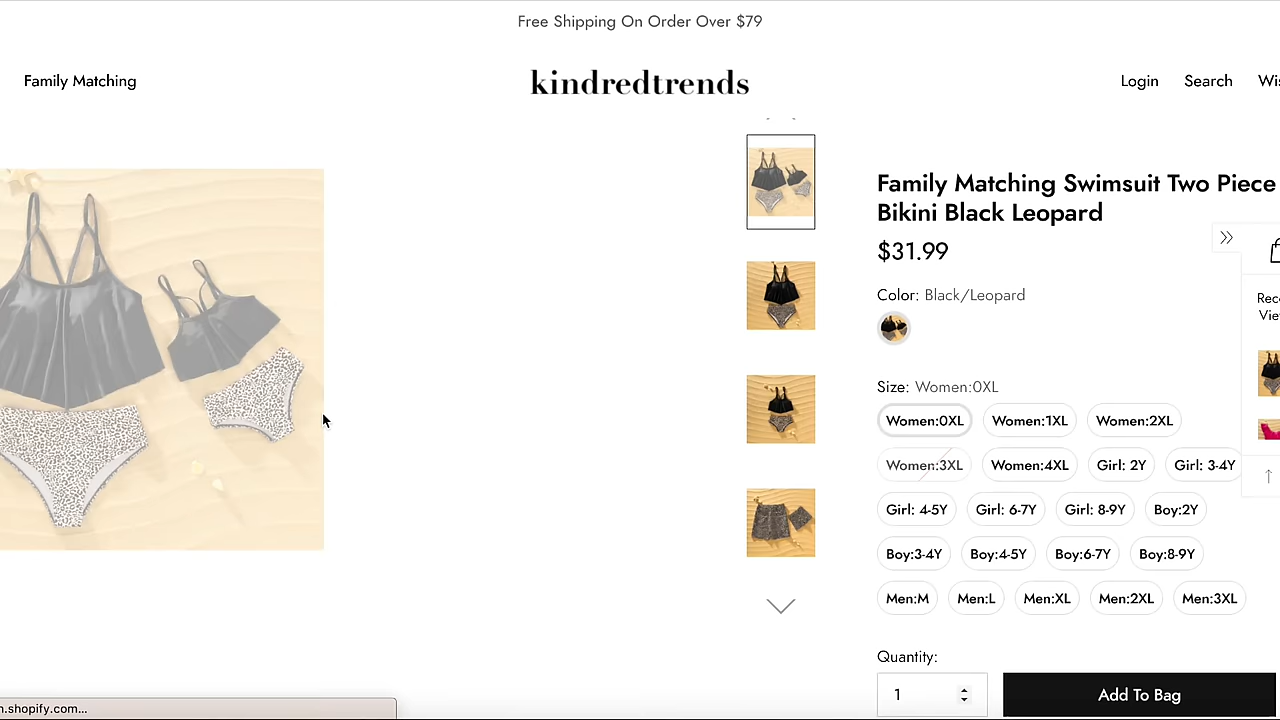 Free Shipping On Order Over $79
Family Matching
kindredtrends
Login
Search
Family Matching Swimsuit Two Piece
Bikini Black Leopard
$31.99
Color: Black/Leopard
Size: Women:0XL
Women:0XL
Women:1XL
Women:2XL
Women:3XL
Women:4XL
Girl: 2Y
Girl: 3-4Y
Girl: 4-5Y
Girl: 6-7Y
Girl: 8-9Y
Boy:2Y
Boy:3-4Y
Boy:4-5Y
Boy:6-7Y
Boy:8-9Y
Men:M
Men:L
Men:XL
Men:2XL
Men:3XL
Quantity:
1
Add To Bag
n.shopify.com...